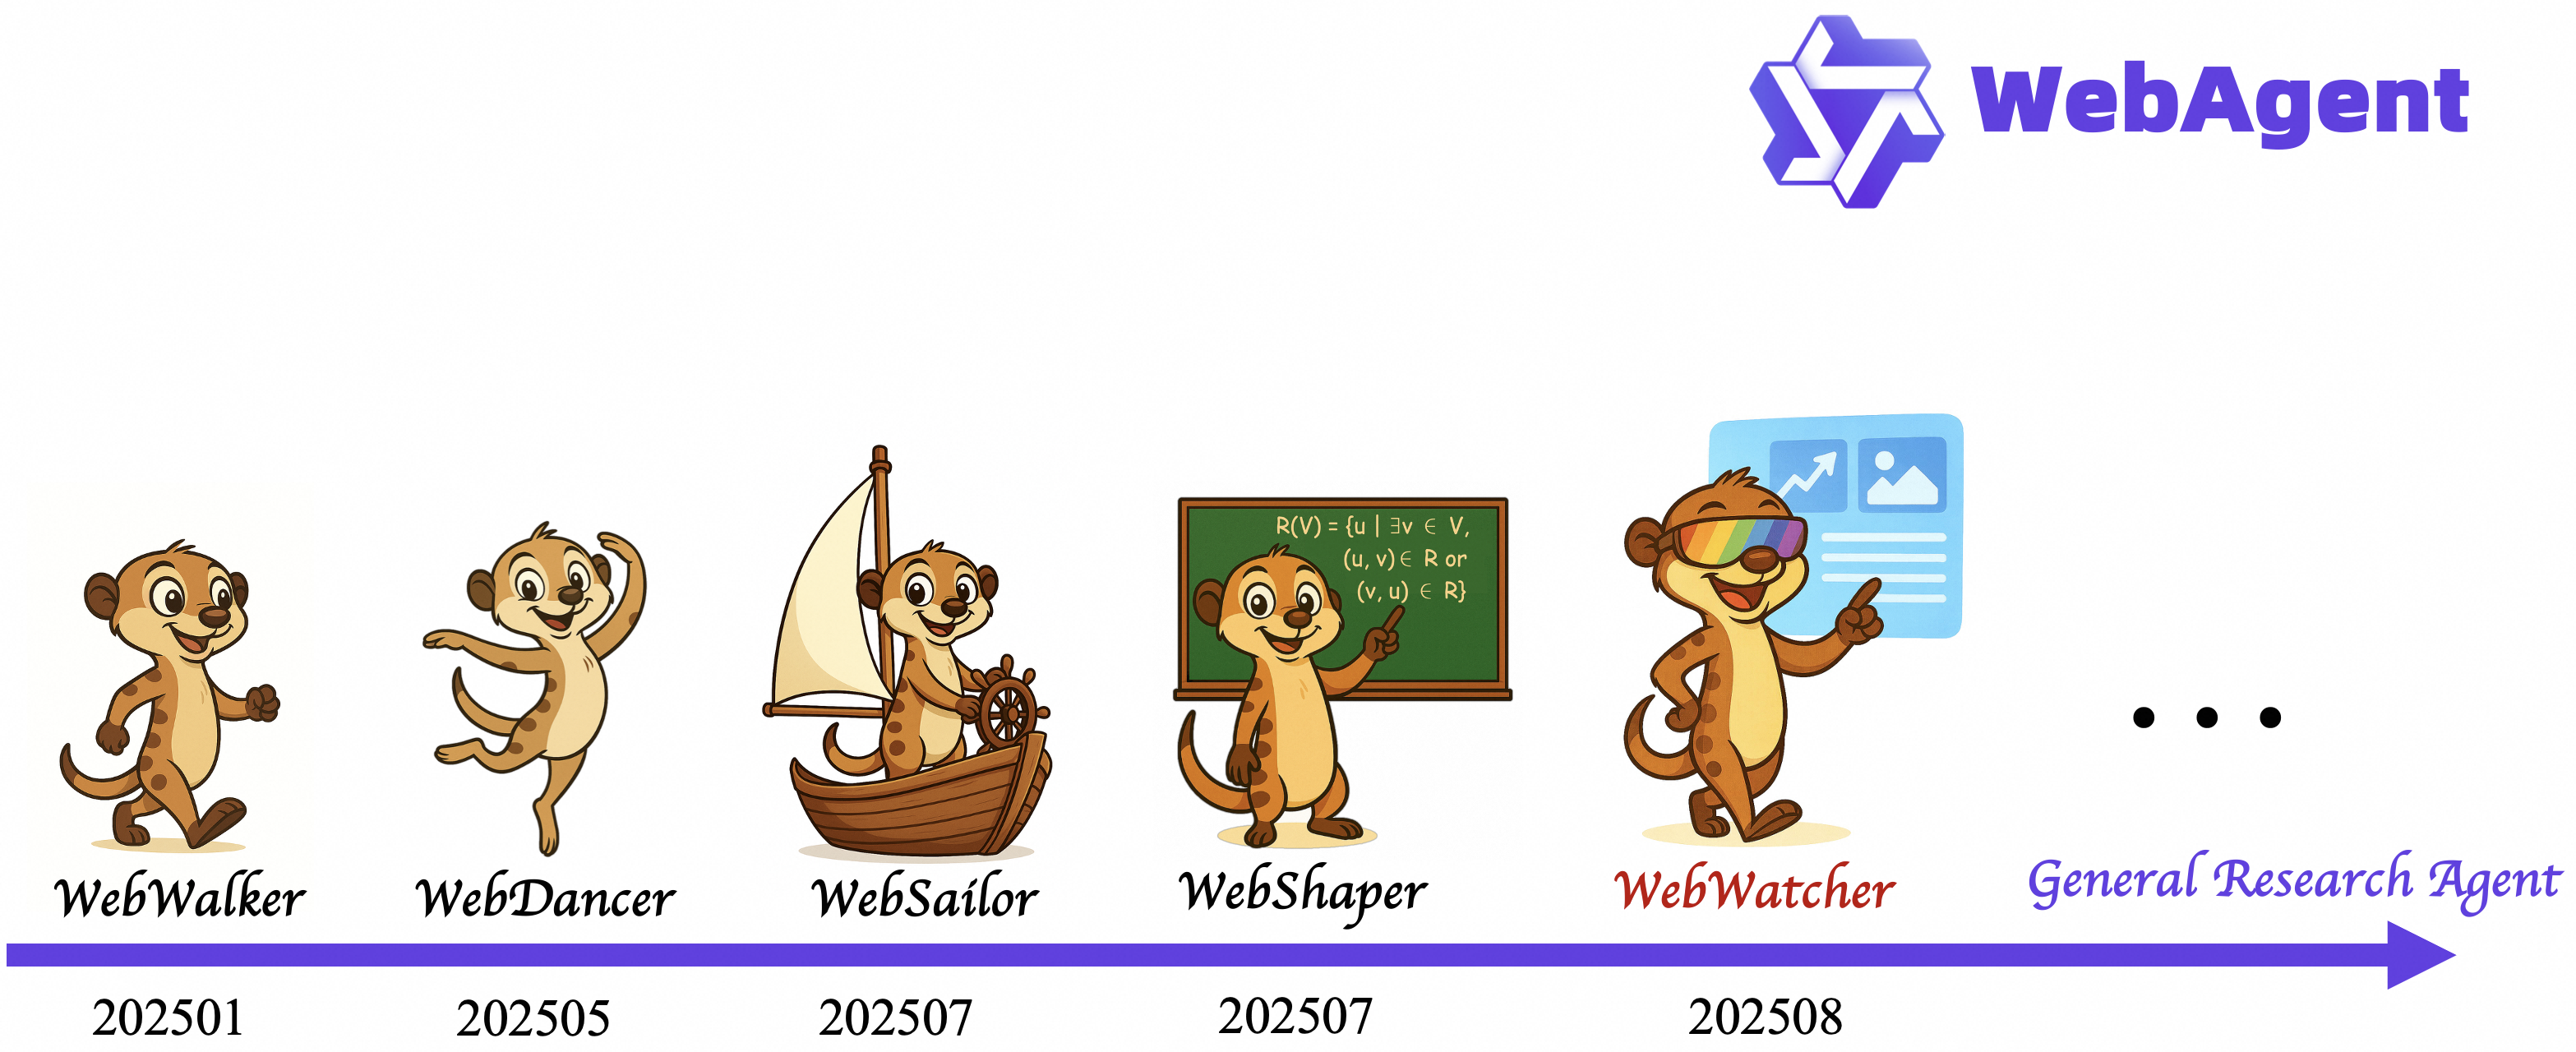 WebAgent
R(V) = {u | ∃v ∈ V,
(u, v) ∈ R or
(v, u) ∈ R}
WebWalker
WebDancer
WebSailor
WebShaper
WebWatcher
General Research Agent
202501
202505
202507
202507
202508